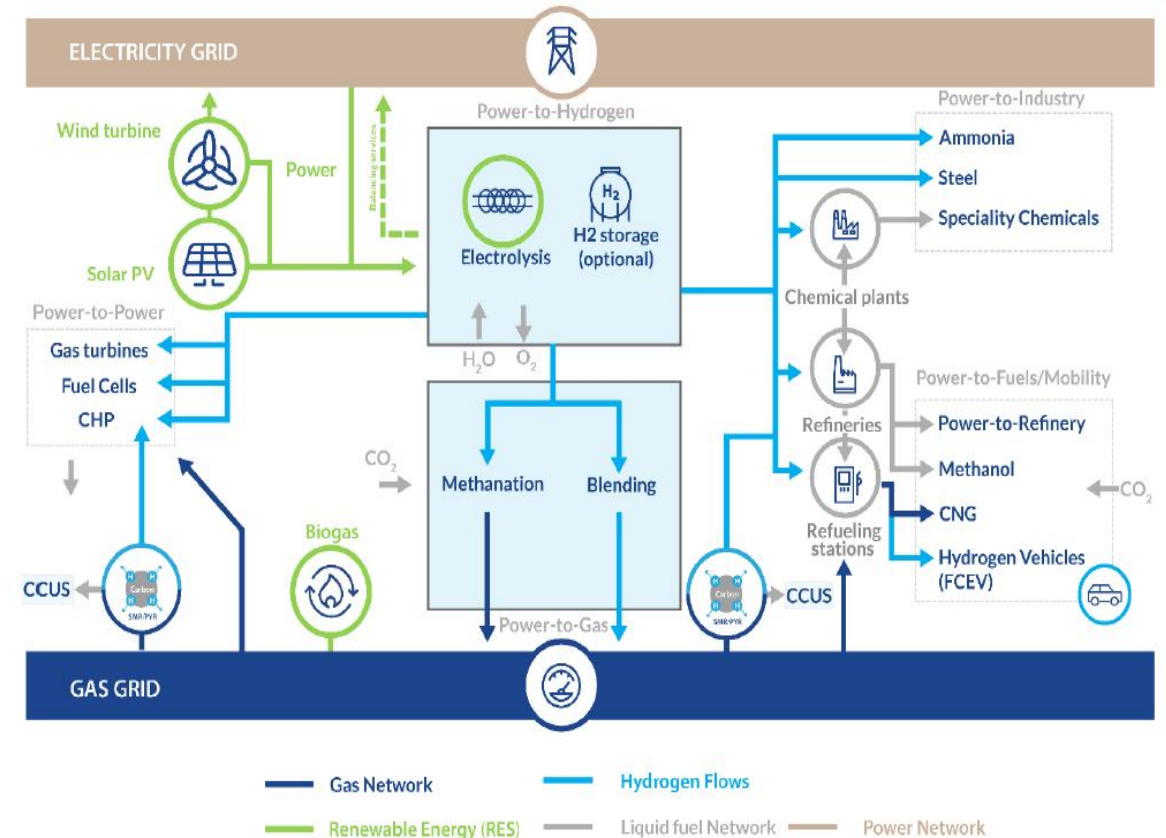 ELECTRICITY GRID
Power-to-Hydrogen
Power-to-Industry
Wind turbine
Power
Balancing services
Ammonia
Steel
Speciality Chemicals
H₂
Electrolysis
H2 storage
(optional)
Solar PV
Chemical plants
Power-to-Power
Gas turbines
Fuel Cells
CHP
H₂O
O₂
Power-to-Fuels/Mobility
Refineries
Power-to-Refinery
Methanol
CNG
Hydrogen Vehicles
(FCEV)
CO₂
CO₂
Methanation
Blending
Refueling
stations
Biogas
CCUS
H
H
Carbon
H
H
SMR/PYR
H
H
Carbon
H
H
SMR/PYR
CCUS
Power-to-Gas
GAS GRID
Gas Network
Hydrogen Flows
Renewable Energy (RES)
Liquid fuel Network
Power Network